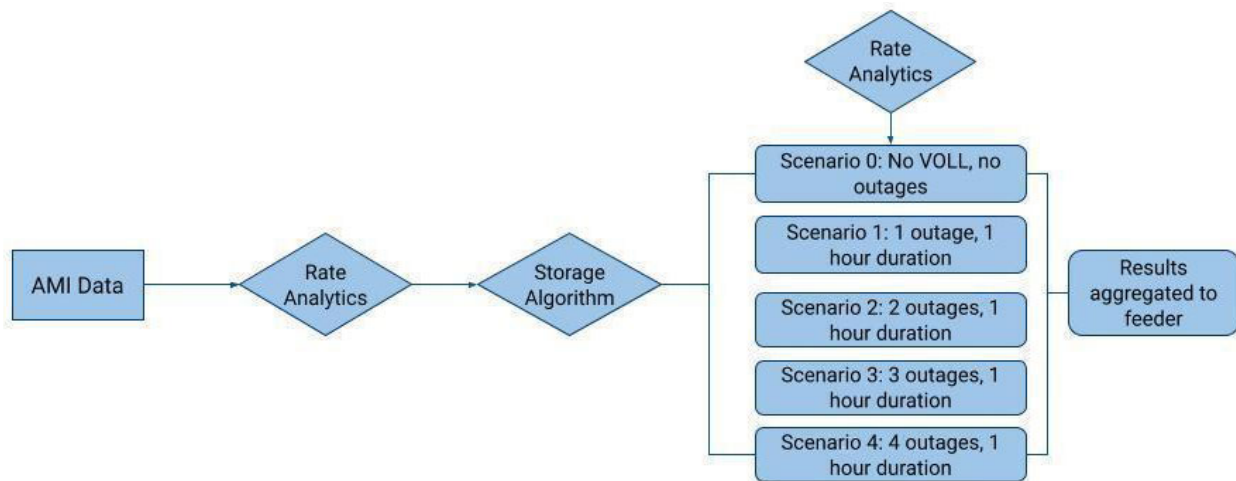 Rate
Analytics
Scenario 0: No VOLL, no
outages
Scenario 1: 1 outage, 1
hour duration
AMI Data
Rate
Analytics
Storage
Algorithm
Results
aggregated to
feeder
Scenario 2: 2 outages, 1
hour duration
Scenario 3: 3 outages, 1
hour duration
Scenario 4: 4 outages, 1
hour duration